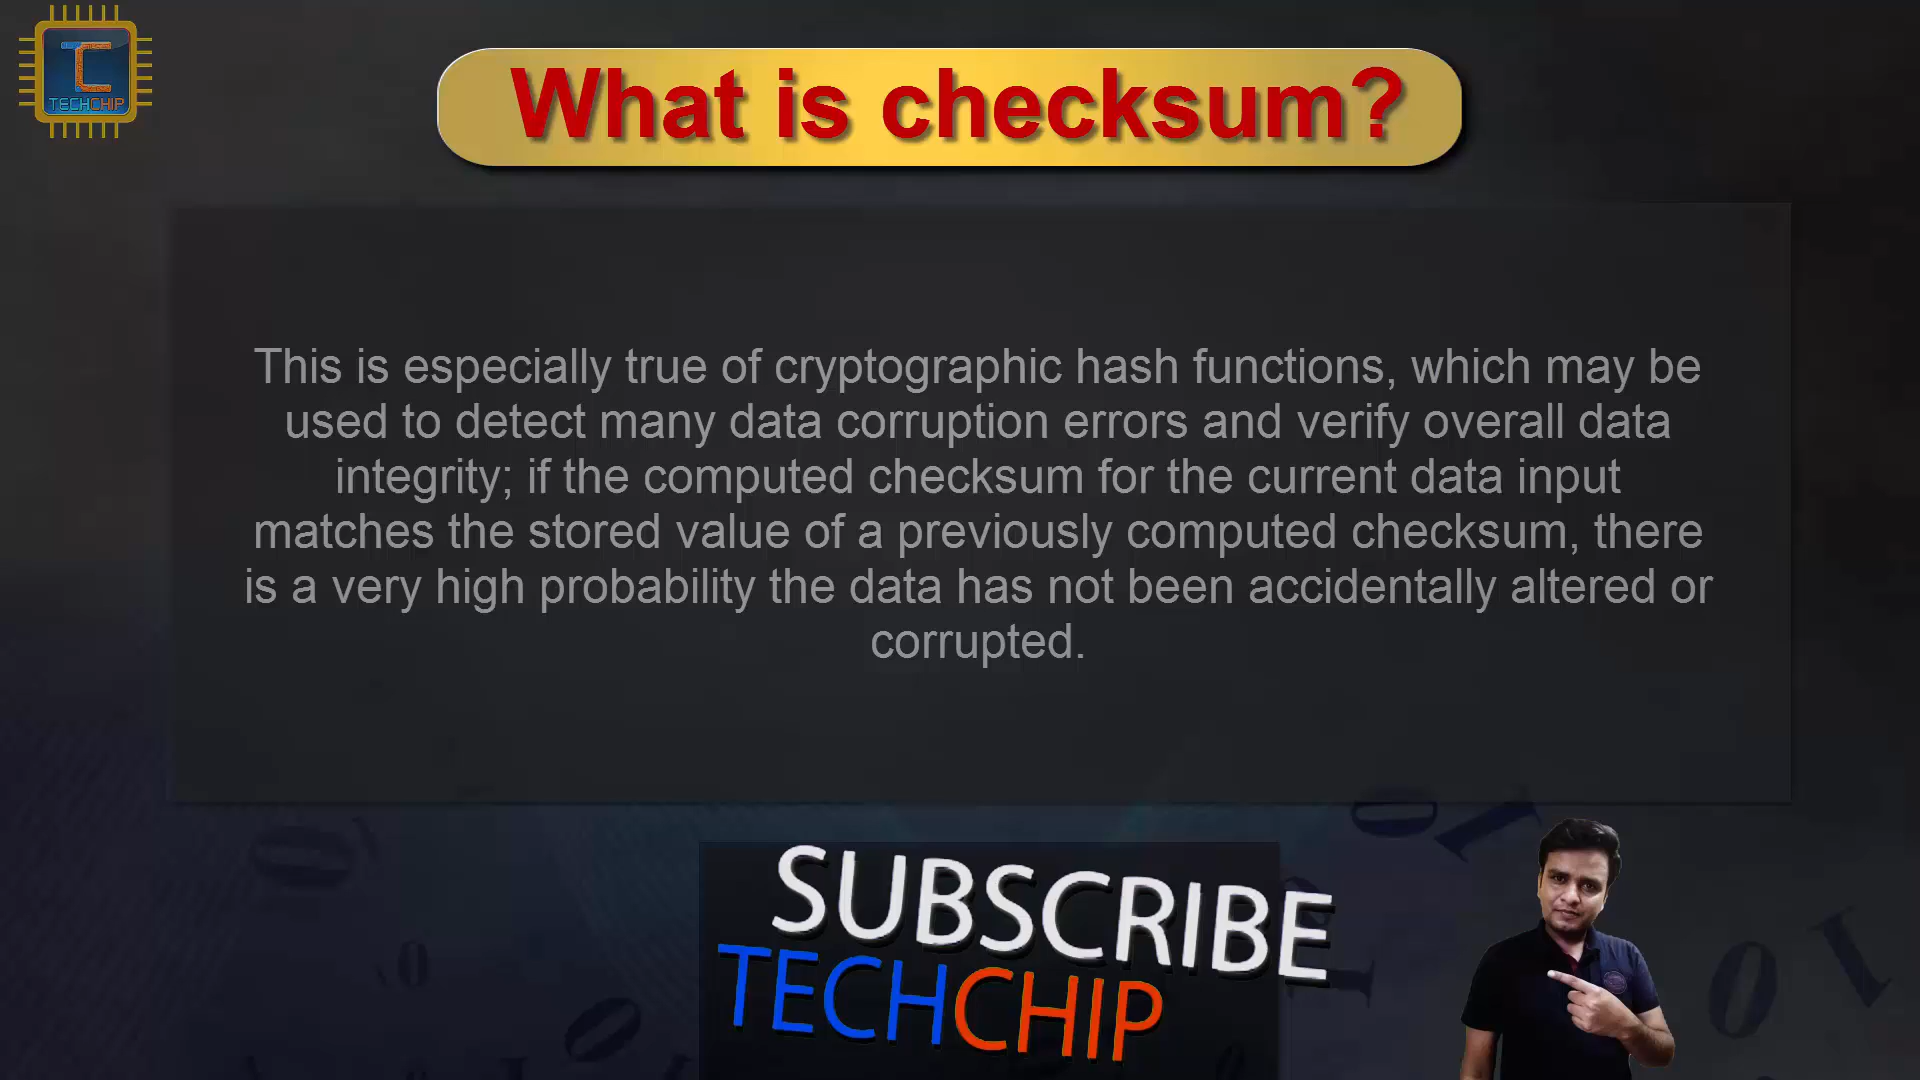 TECHCHIP
What is checksum?
This is especially true of cryptographic hash functions, which may be
used to detect many data corruption errors and verify overall data
integrity; if the computed checksum for the current data input
matches the stored value of a previously computed checksum, there
is a very high probability the data has not been accidentally altered or
corrupted.
SUBSCRIBE
TECHCHIP